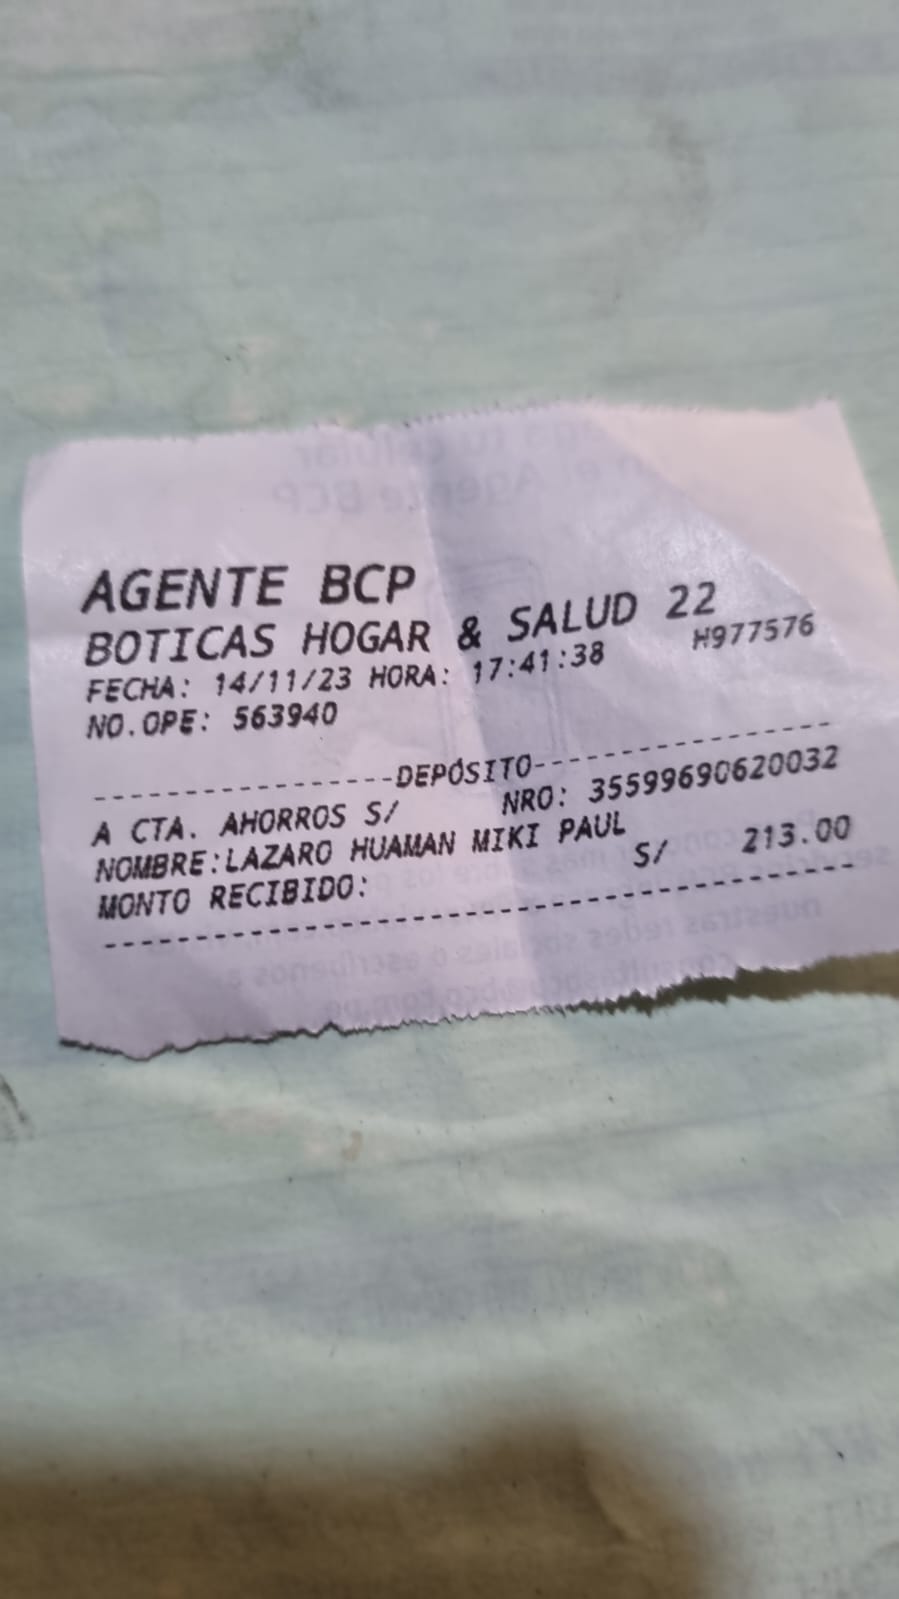 AGENTE BCP
BOTICAS HOGAR & SALUD 22
FECHA: 14/11/23 HORA: 17:41:38 H977576
NO.OPE: 563940
-----------------DEPÓSITO-----------------
A CTA. AHORROS S/ NRO: 35599690620032
NOMBRE:LAZARO HUAMAN MIKI PAUL
MONTO RECIBIDO: S/ 213.00